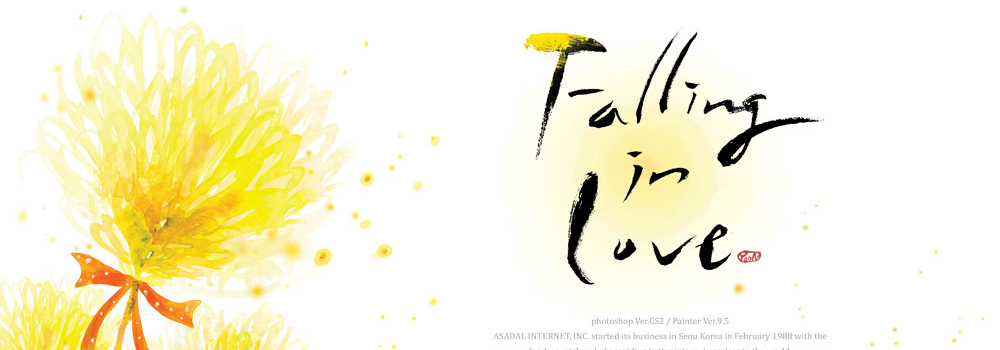 Falling
in
love
photoshop Ver.CS2 / Painter Ver.9.5
ASADAL INTERNET, INC. started its business in Seou Korea in February 1988 with the